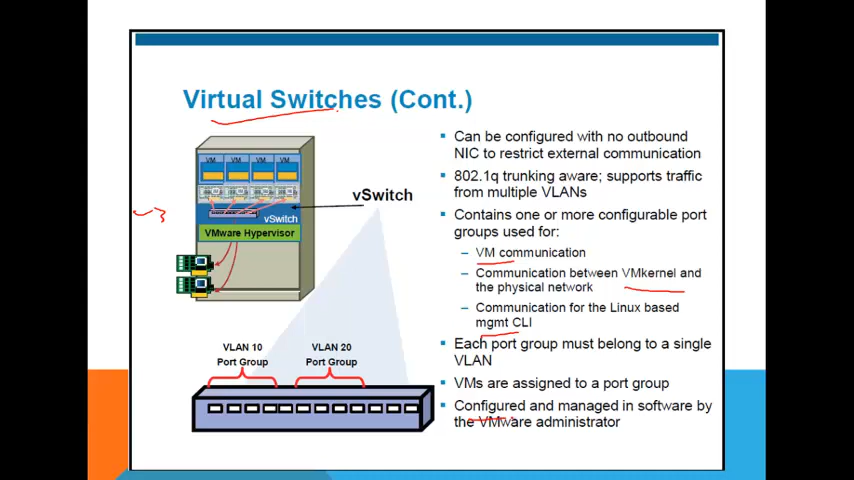 Virtual Switches (Cont.)
VM VM VM VM
vSwitch
VMware Hypervisor
vSwitch
VLAN 10
Port Group
VLAN 20
Port Group
Can be configured with no outbound
NIC to restrict external communication
802.1q trunking aware; supports traffic
from multiple VLANs
Contains one or more configurable port
groups used for:
– VM communication
– Communication between VMkernel and
the physical network
– Communication for the Linux based
mgmt CLI
Each port group must belong to a single
VLAN
VMs are assigned to a port group
Configured and managed in software by
the VMware administrator